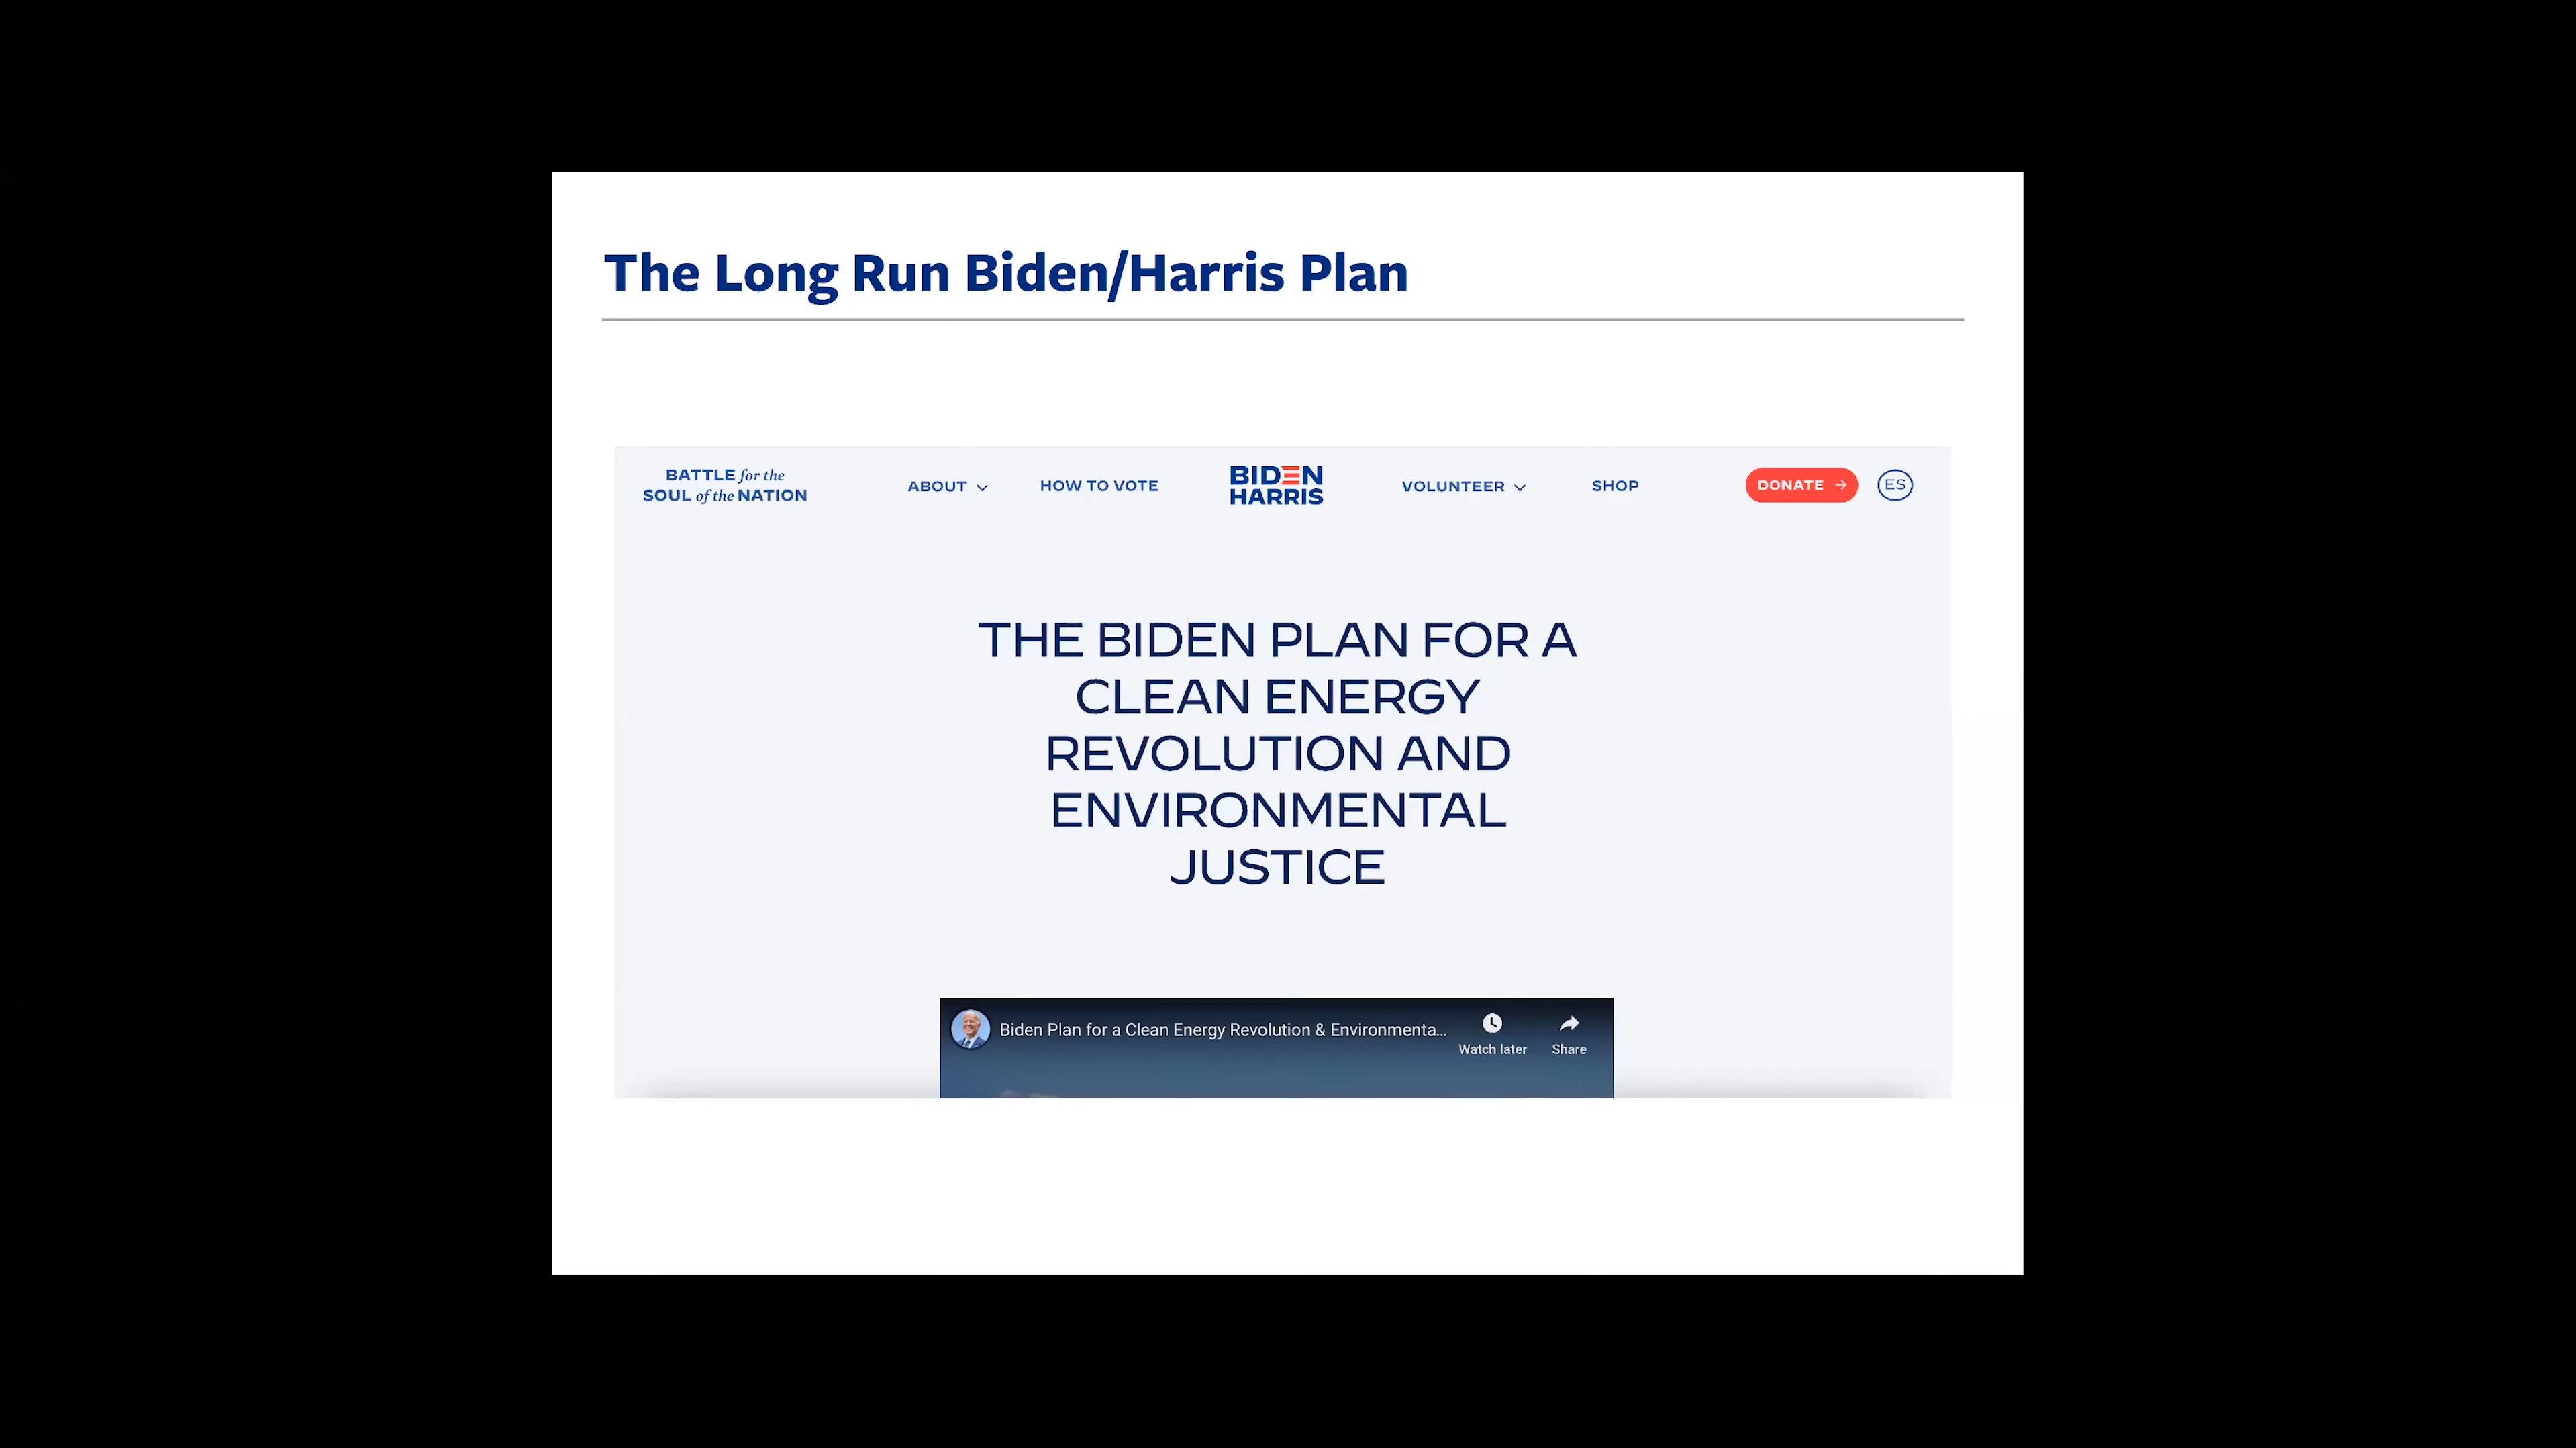 The Long Run Biden/Harris Plan
BATTLE for the
SOUL of the NATION
ABOUT
HOW TO VOTE
BIDEN
HARRIS
VOLUNTEER
SHOP
DONATE →
ES
THE BIDEN PLAN FOR A
CLEAN ENERGY
REVOLUTION AND
ENVIRONMENTAL
JUSTICE
Biden Plan for a Clean Energy Revolution & Environmenta...
Watch later
Share